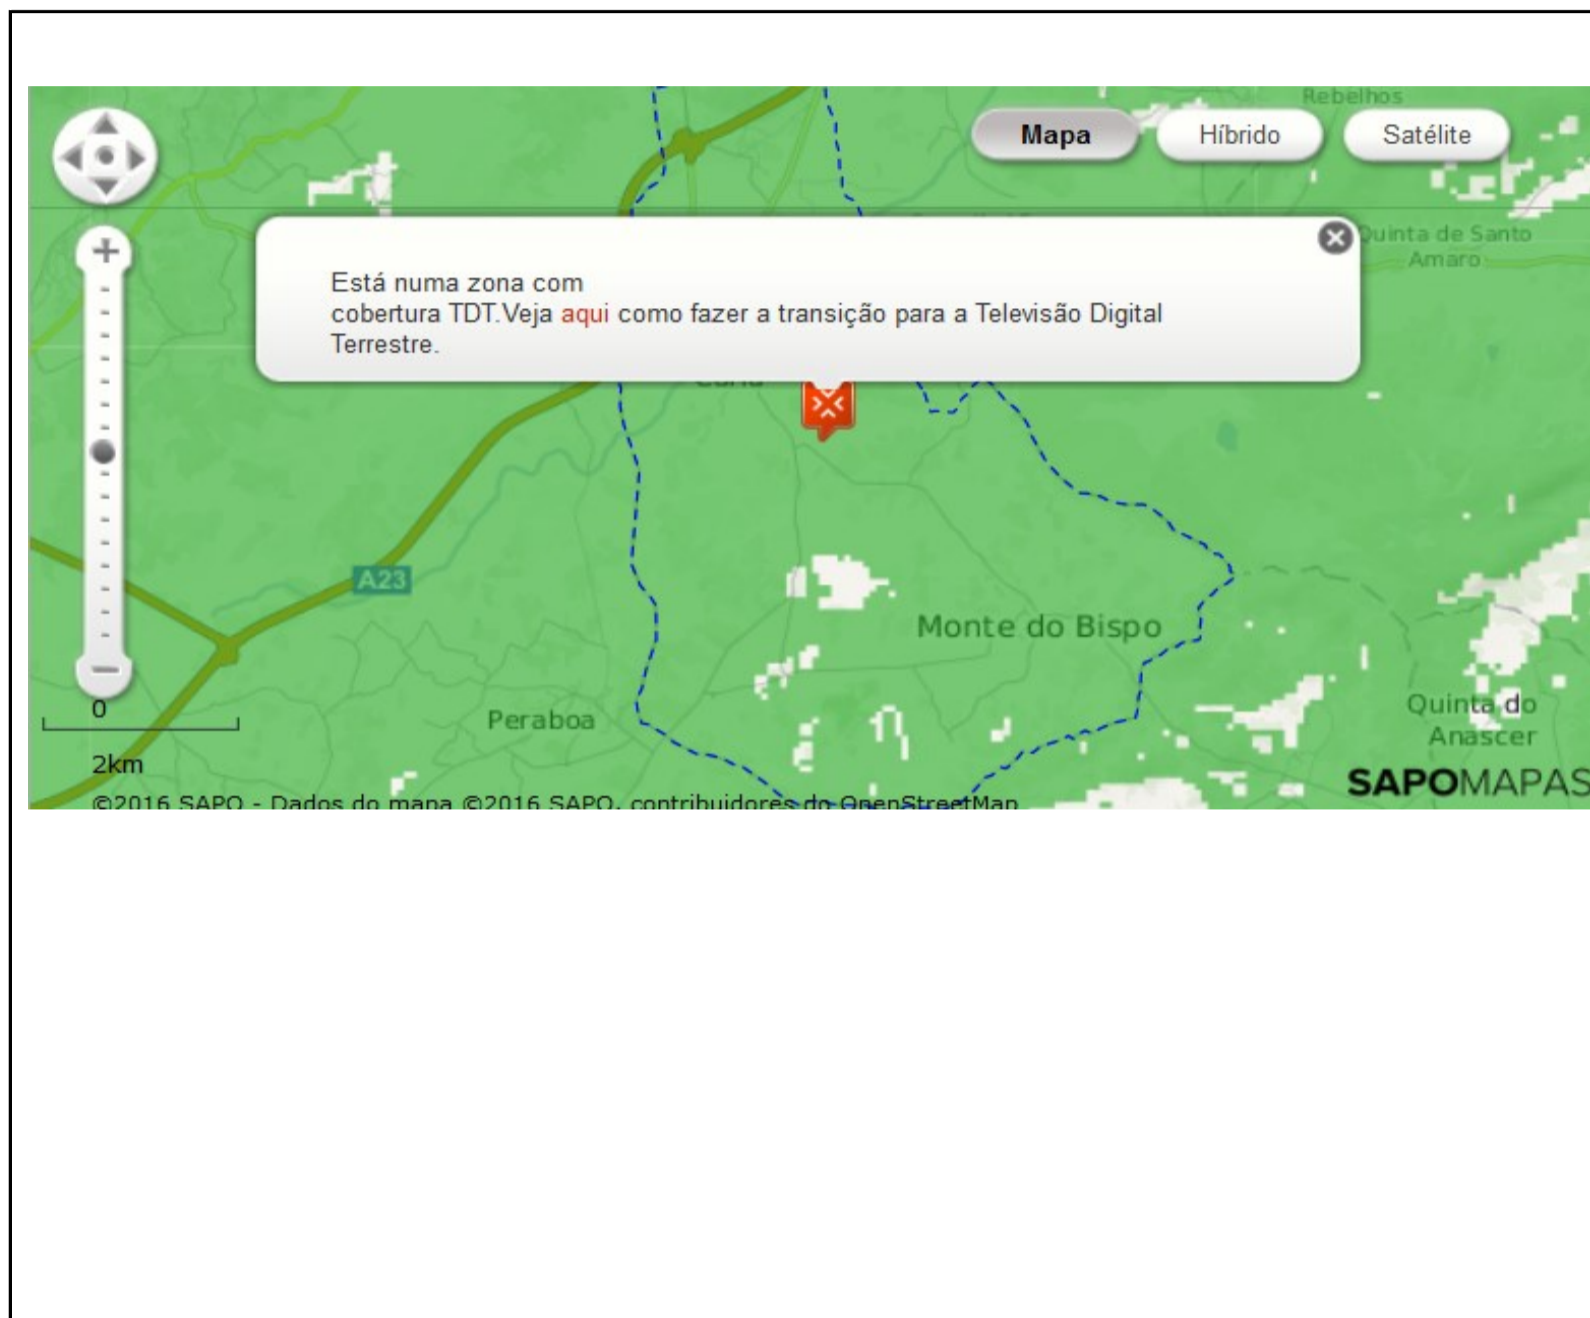 Rebelhos
Mapa
Híbrido
Satélite
Quinta de Santo
Amaro
Está numa zona com
cobertura TDT.Veja aqui como fazer a transição para a Televisão Digital
Terrestre.
A23
Monte do Bispo
Peraboa
Quinta do
Anascer
0
2km
SAPOMAPAS
©2016 SAPO - Dados do mapa ©2016 SAPO, contribuidores do OpenStreetMap